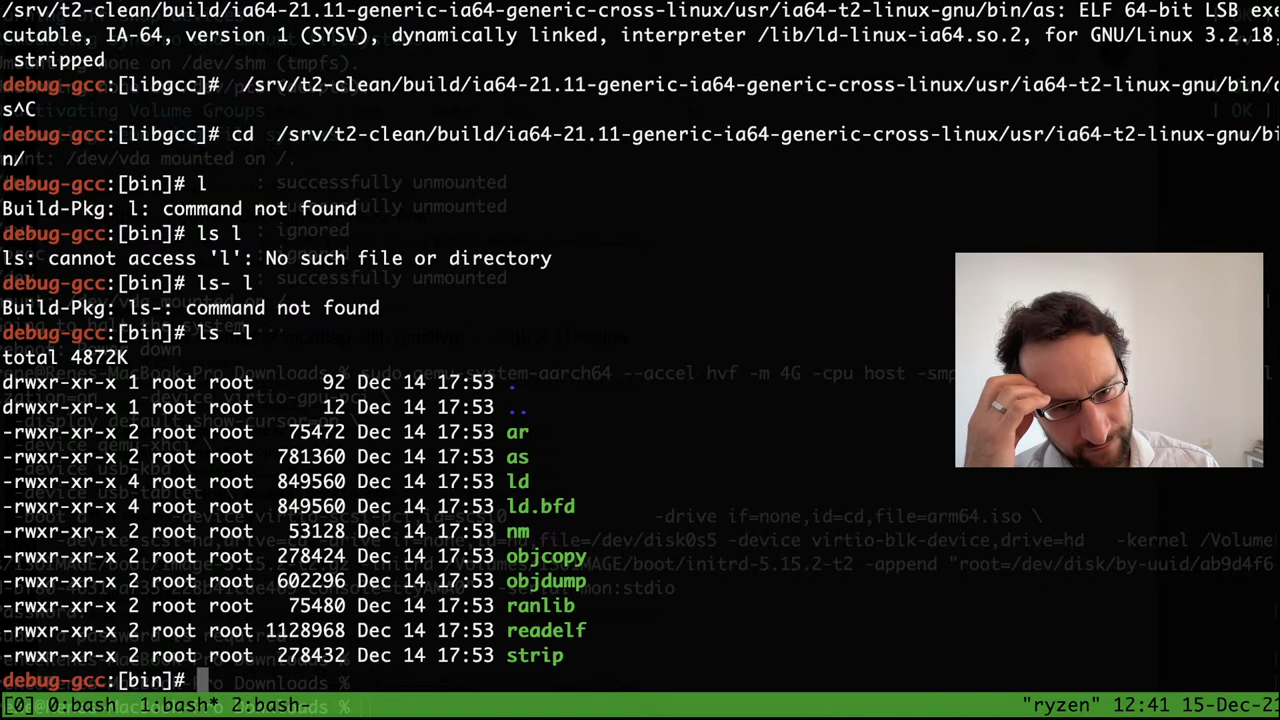 /srv/t2-clean/build/ia64-21.11-generic-ia64-generic-cross-linux/usr/ia64-t2-linux-gnu/bin/as: ELF 64-bit LSB exe
cutable, IA-64, version 1 (SYSV), dynamically linked, interpreter /lib/ld-linux-ia64.so.2, for GNU/Linux 3.2.18,
stripped
debug-gcc:[libgcc]#  /srv/t2-clean/build/ia64-21.11-generic-ia64-generic-cross-linux/usr/ia64-t2-linux-gnu/bin/a
s^C
debug-gcc:[libgcc]# cd  /srv/t2-clean/build/ia64-21.11-generic-ia64-generic-cross-linux/usr/ia64-t2-linux-gnu/bi
n/
debug-gcc:[bin]# l
Build-Pkg: l: command not found
debug-gcc:[bin]# ls l
ls: cannot access 'l': No such file or directory
debug-gcc:[bin]# ls- l
Build-Pkg: ls-: command not found
debug-gcc:[bin]# ls -l
total 4872K
drwxr-xr-x 1 root root      92 Dec 14 17:53 .
drwxr-xr-x 1 root root      12 Dec 14 17:53 ..
-rwxr-xr-x 2 root root   75472 Dec 14 17:53 ar
-rwxr-xr-x 2 root root  781360 Dec 14 17:53 as
-rwxr-xr-x 4 root root  849560 Dec 14 17:53 ld
-rwxr-xr-x 4 root root  849560 Dec 14 17:53 ld.bfd
-rwxr-xr-x 2 root root   53128 Dec 14 17:53 nm
-rwxr-xr-x 2 root root  278424 Dec 14 17:53 objcopy
-rwxr-xr-x 2 root root  602296 Dec 14 17:53 objdump
-rwxr-xr-x 2 root root   75480 Dec 14 17:53 ranlib
-rwxr-xr-x 2 root root 1128968 Dec 14 17:53 readelf
-rwxr-xr-x 2 root root  278432 Dec 14 17:53 strip
debug-gcc:[bin]#
[0] 0:bash  1:bash* 2:bash- "ryzen" 12:41 15-Dec-21